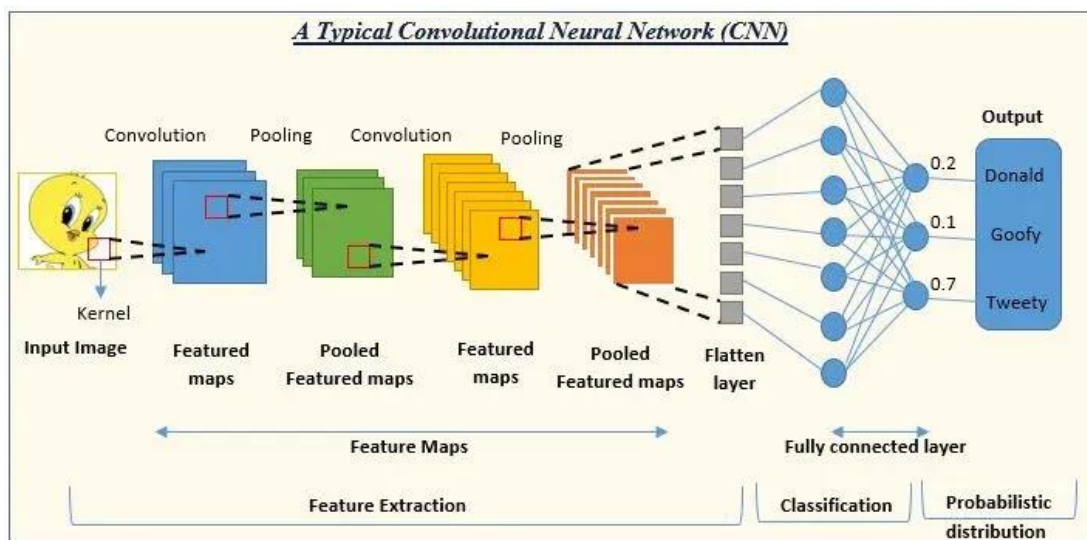 A Typical Convolutional Neural Network (CNN)
Convolution
Pooling
Convolution
Pooling
Output
0.2
Donald
0.1
Goofy
0.7
Tweety
Kernel
Input Image
Featured
maps
Pooled
Featured maps
Featured
maps
Pooled
Featured maps
Flatten
layer
Feature Maps
Fully connected layer
Feature Extraction
Classification
Probabilistic
distribution